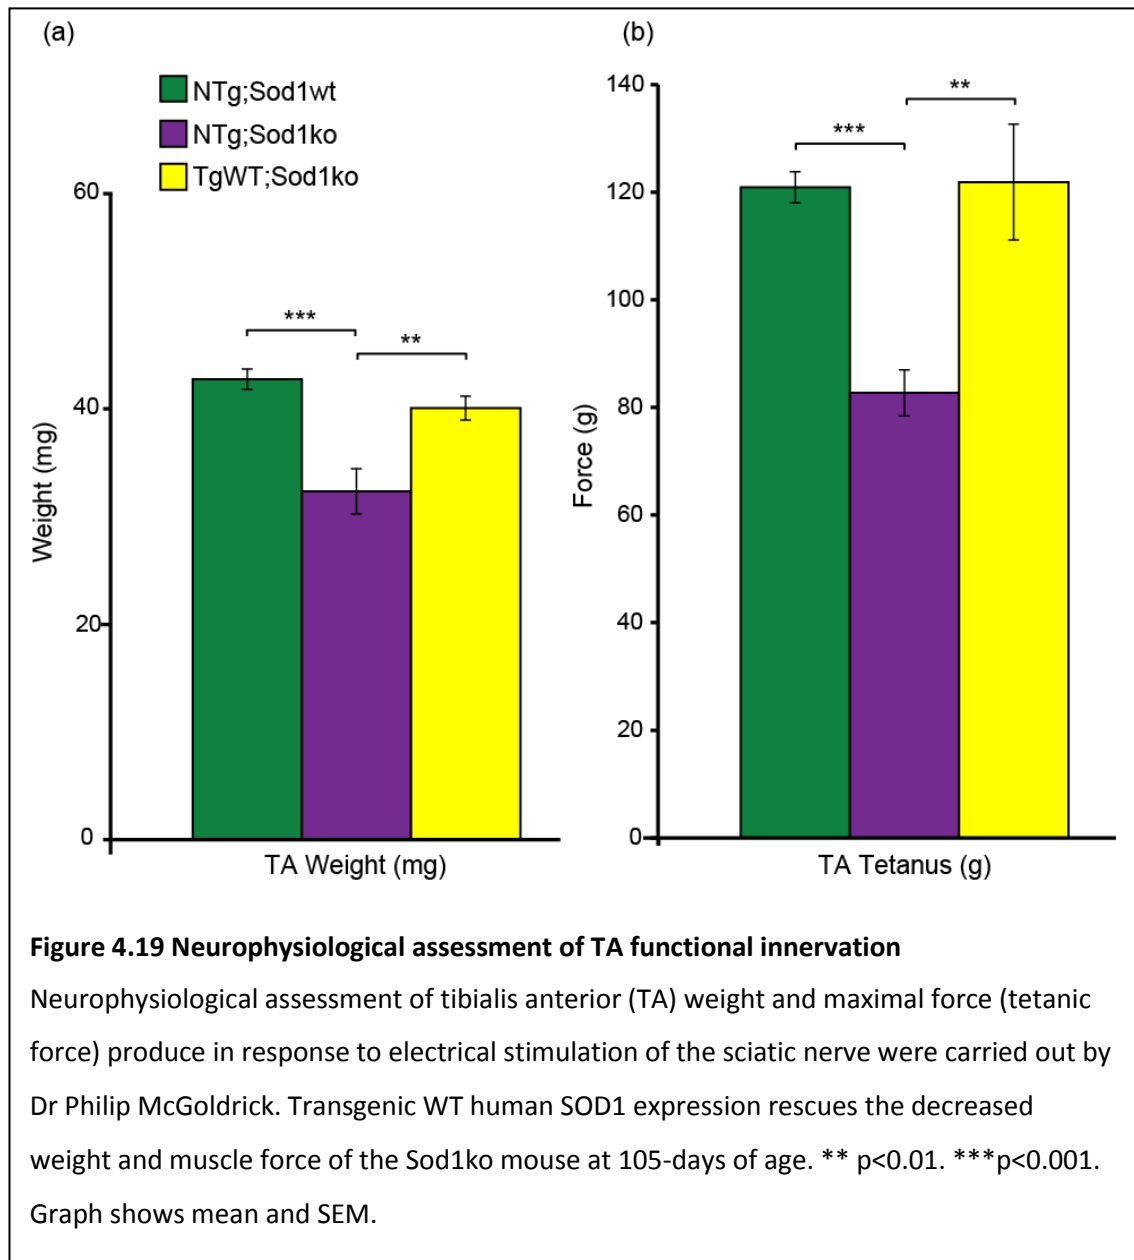 (a)
NTg;Sod1wt
NTg;Sod1ko
TgWT;Sod1ko
60
40
20
0
Weight (mg)
***
**
TA Weight (mg)
(b)
140
120
100
80
60
40
20
0
Force (g)
***
**
TA Tetanus (g)
Figure 4.19 Neurophysiological assessment of TA functional innervation
Neurophysiological assessment of tibialis anterior (TA) weight and maximal force (tetanic
force) produce in response to electrical stimulation of the sciatic nerve were carried out by
Dr Philip McGoldrick. Transgenic WT human SOD1 expression rescues the decreased
weight and muscle force of the Sod1ko mouse at 105-days of age. ** p<0.01. ***p<0.001.
Graph shows mean and SEM.